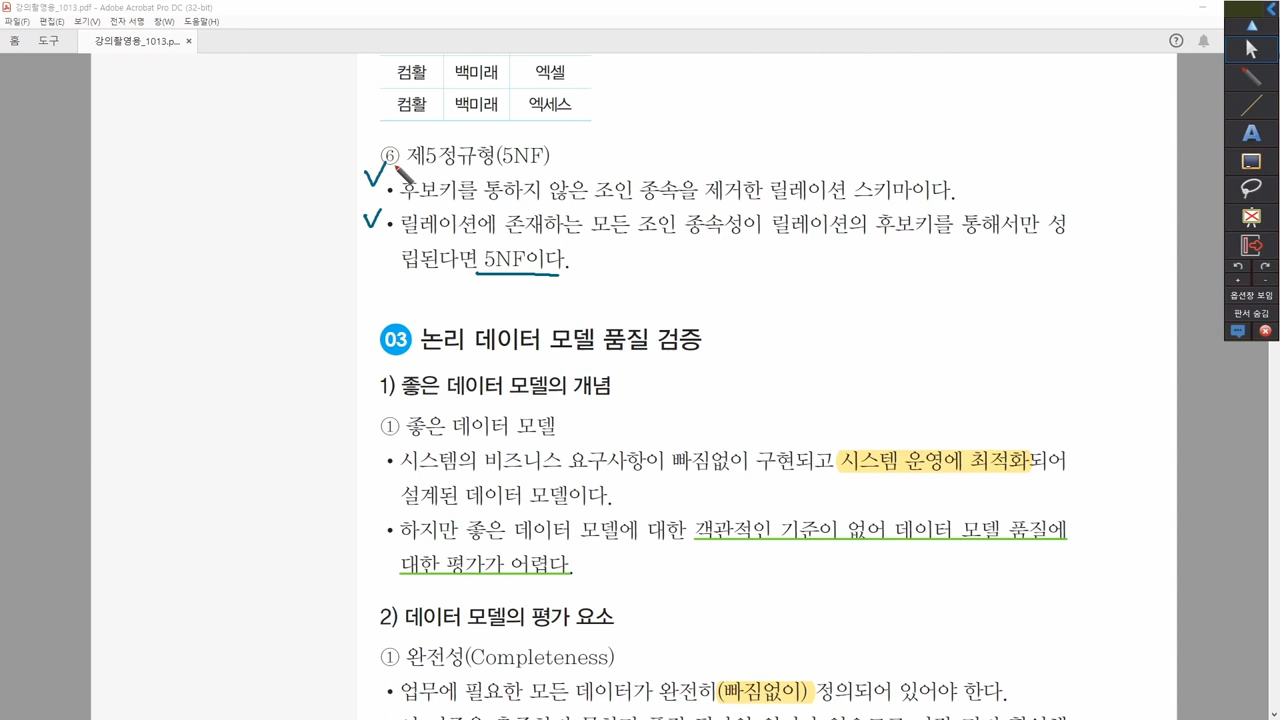 강의촬영용_1013.pdf - Adobe Acrobat Pro DC (32-bit)
파일(F) 편집(E) 보기(V) 전자 서명 창(W) 도움말(H)
홈 도구 강의촬영용_1013.p... ×
컴활 백미래 엑셀
컴활 백미래 엑세스
⑥ 제5정규형(5NF)
• 후보키를 통하지 않은 조인 종속을 제거한 릴레이션 스키마이다.
• 릴레이션에 존재하는 모든 조인 종속성이 릴레이션의 후보키를 통해서만 성
립된다면 5NF이다.
03 논리 데이터 모델 품질 검증
1) 좋은 데이터 모델의 개념
① 좋은 데이터 모델
• 시스템의 비즈니스 요구사항이 빠짐없이 구현되고 시스템 운영에 최적화되어
설계된 데이터 모델이다.
• 하지만 좋은 데이터 모델에 대한 객관적인 기준이 없어 데이터 모델 품질에
대한 평가가 어렵다.
2) 데이터 모델의 평가 요소
① 완전성(Completeness)
• 업무에 필요한 모든 데이터가 완전히(빠짐없이) 정의되어 있어야 한다.
A
옵션창 보임
판서 숨김